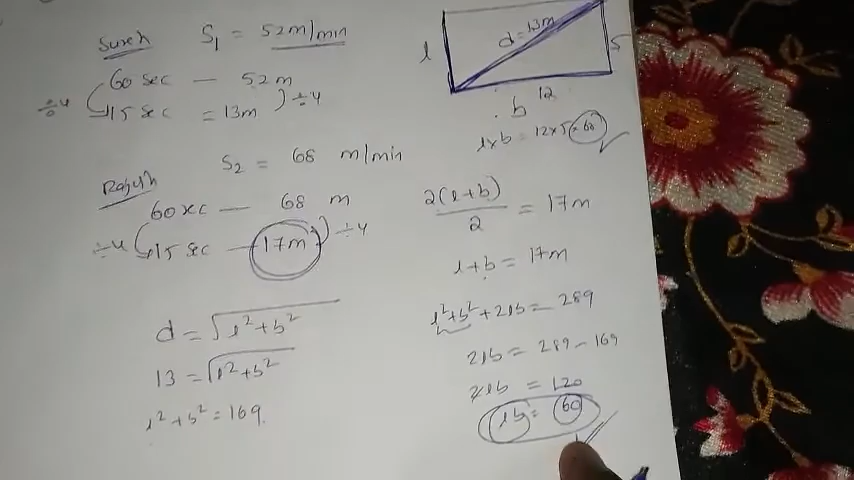 Suresh S₁ = 52m/min
60 sec — 52 m
÷4 15 sec = 13m ÷4
S₂ = 68 m/min
Rajesh
60 sec — 68 m
÷4 15 sec — 17m ÷4
d = √l²+b²
13 = √l²+b²
l²+b² = 169
l d=13m 5
b 12
l×b = 12×5 = 60
2(l+b)/2 = 17m
l+b = 17m
l²+b²+2lb = 289
2lb = 289-169
2lb = 120
lb = 60